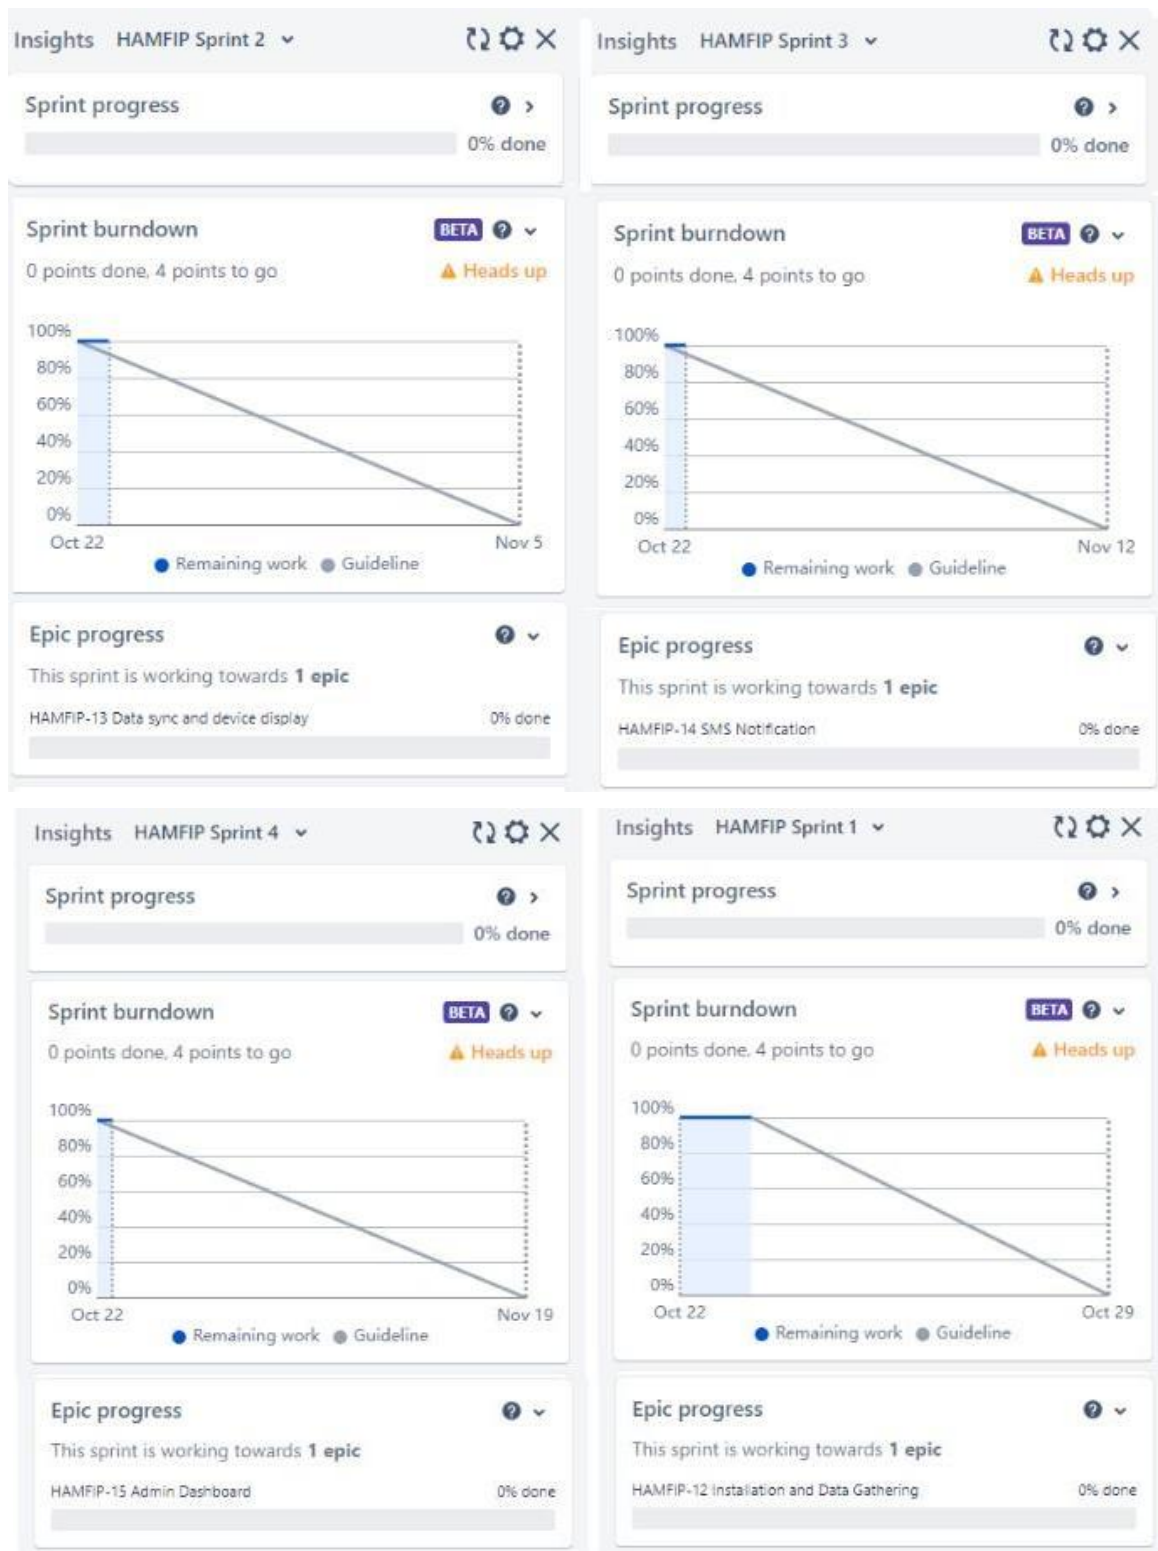 Insights HAMFIP Sprint 2
Sprint progress
0% done
Sprint burndown BETA
0 points done, 4 points to go Heads up
100%
80%
60%
40%
20%
0%
Oct 22 Nov 5
Remaining work Guideline
Epic progress
This sprint is working towards 1 epic
HAMFIP-13 Data sync and device display 0% done
Insights HAMFIP Sprint 3
Sprint progress
0% done
Sprint burndown BETA
0 points done, 4 points to go Heads up
100%
80%
60%
40%
20%
0%
Oct 22 Nov 12
Remaining work Guideline
Epic progress
This sprint is working towards 1 epic
HAMFIP-14 SMS Notification 0% done
Insights HAMFIP Sprint 4
Sprint progress
0% done
Sprint burndown BETA
0 points done, 4 points to go Heads up
100%
80%
60%
40%
20%
0%
Oct 22 Nov 19
Remaining work Guideline
Epic progress
This sprint is working towards 1 epic
HAMFIP-15 Admin Dashboard 0% done
Insights HAMFIP Sprint 1
Sprint progress
0% done
Sprint burndown BETA
0 points done, 4 points to go Heads up
100%
80%
60%
40%
20%
0%
Oct 22 Oct 29
Remaining work Guideline
Epic progress
This sprint is working towards 1 epic
HAMFIP-12 Installation and Data Gathering 0% done